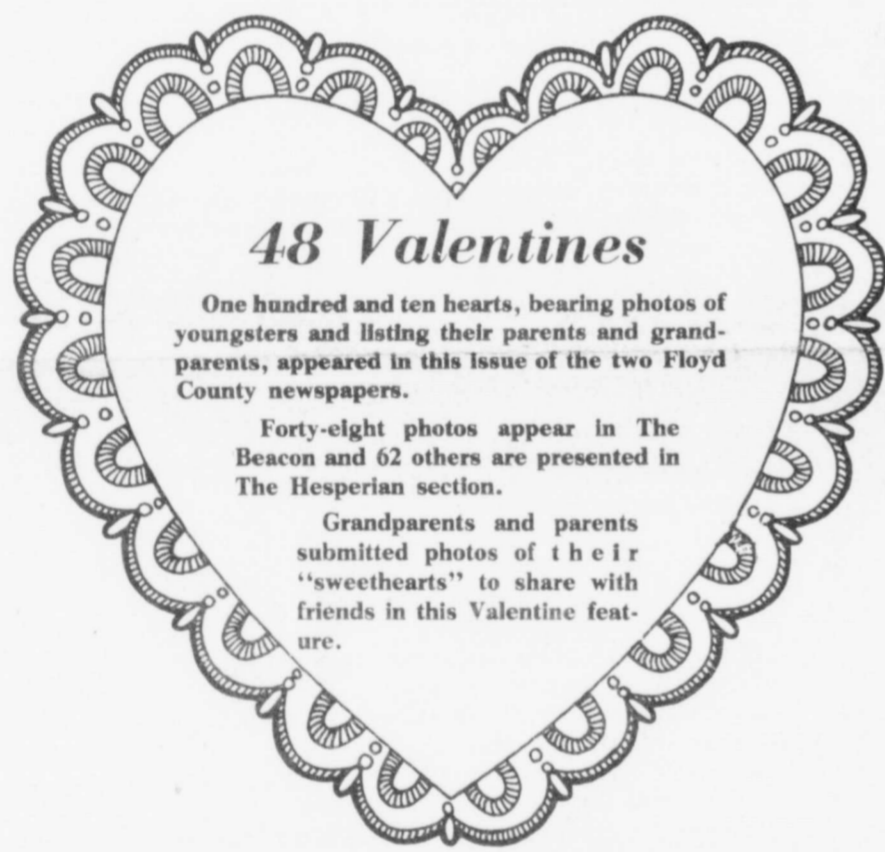 48 Valentines
One hundred and ten hearts, bearing photos of
youngsters and listing their parents and grand-
parents, appeared in this issue of the two Floyd
County newspapers.
Forty-eight photos appear in The
Beacon and 62 others are presented in
The Hesperian section.
Grandparents and parents
submitted photos of their
“sweethearts” to share with
friends in this Valentine feat-
ure.